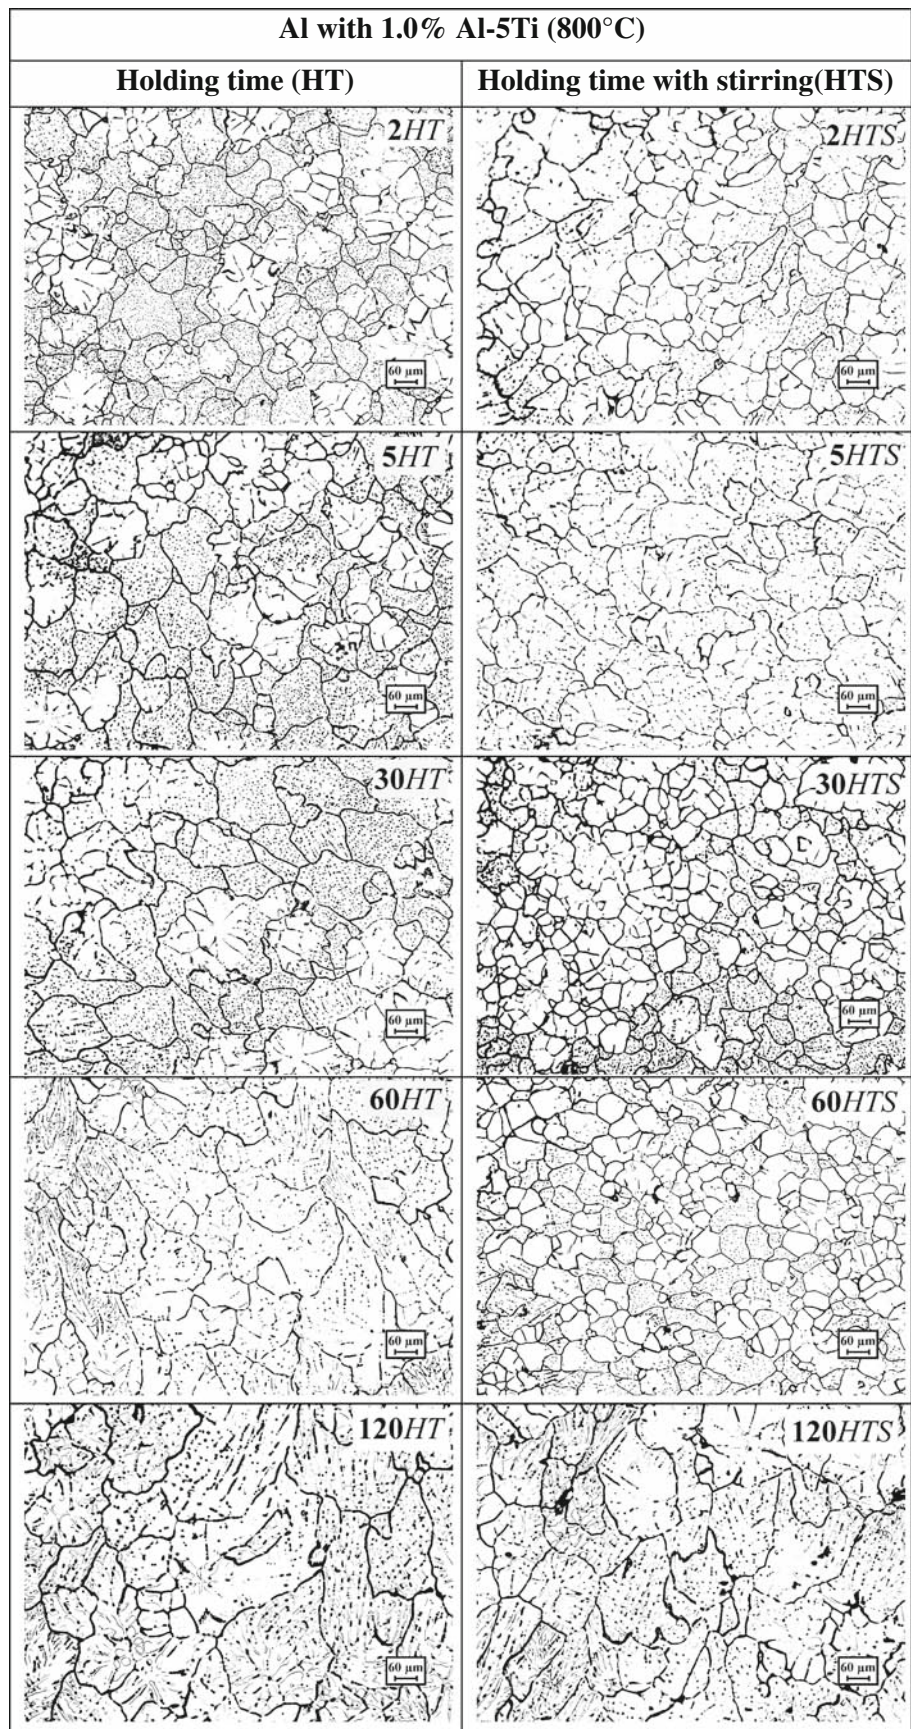 Al with 1.0% Al-5Ti (800°C)
Holding time (HT)
Holding time with stirring(HTS)
2HT
60 µm
2HTS
60 µm
5HT
60 µm
5HTS
60 µm
30HT
60 µm
30HTS
60 µm
60HT
60 µm
60HTS
60 µm
120HT
60 µm
120HTS
60 µm